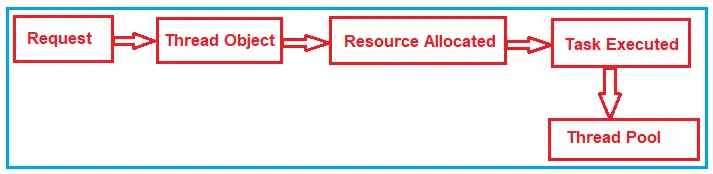 Request
Thread Object
Resource Allocated
Task Executed
Thread Pool